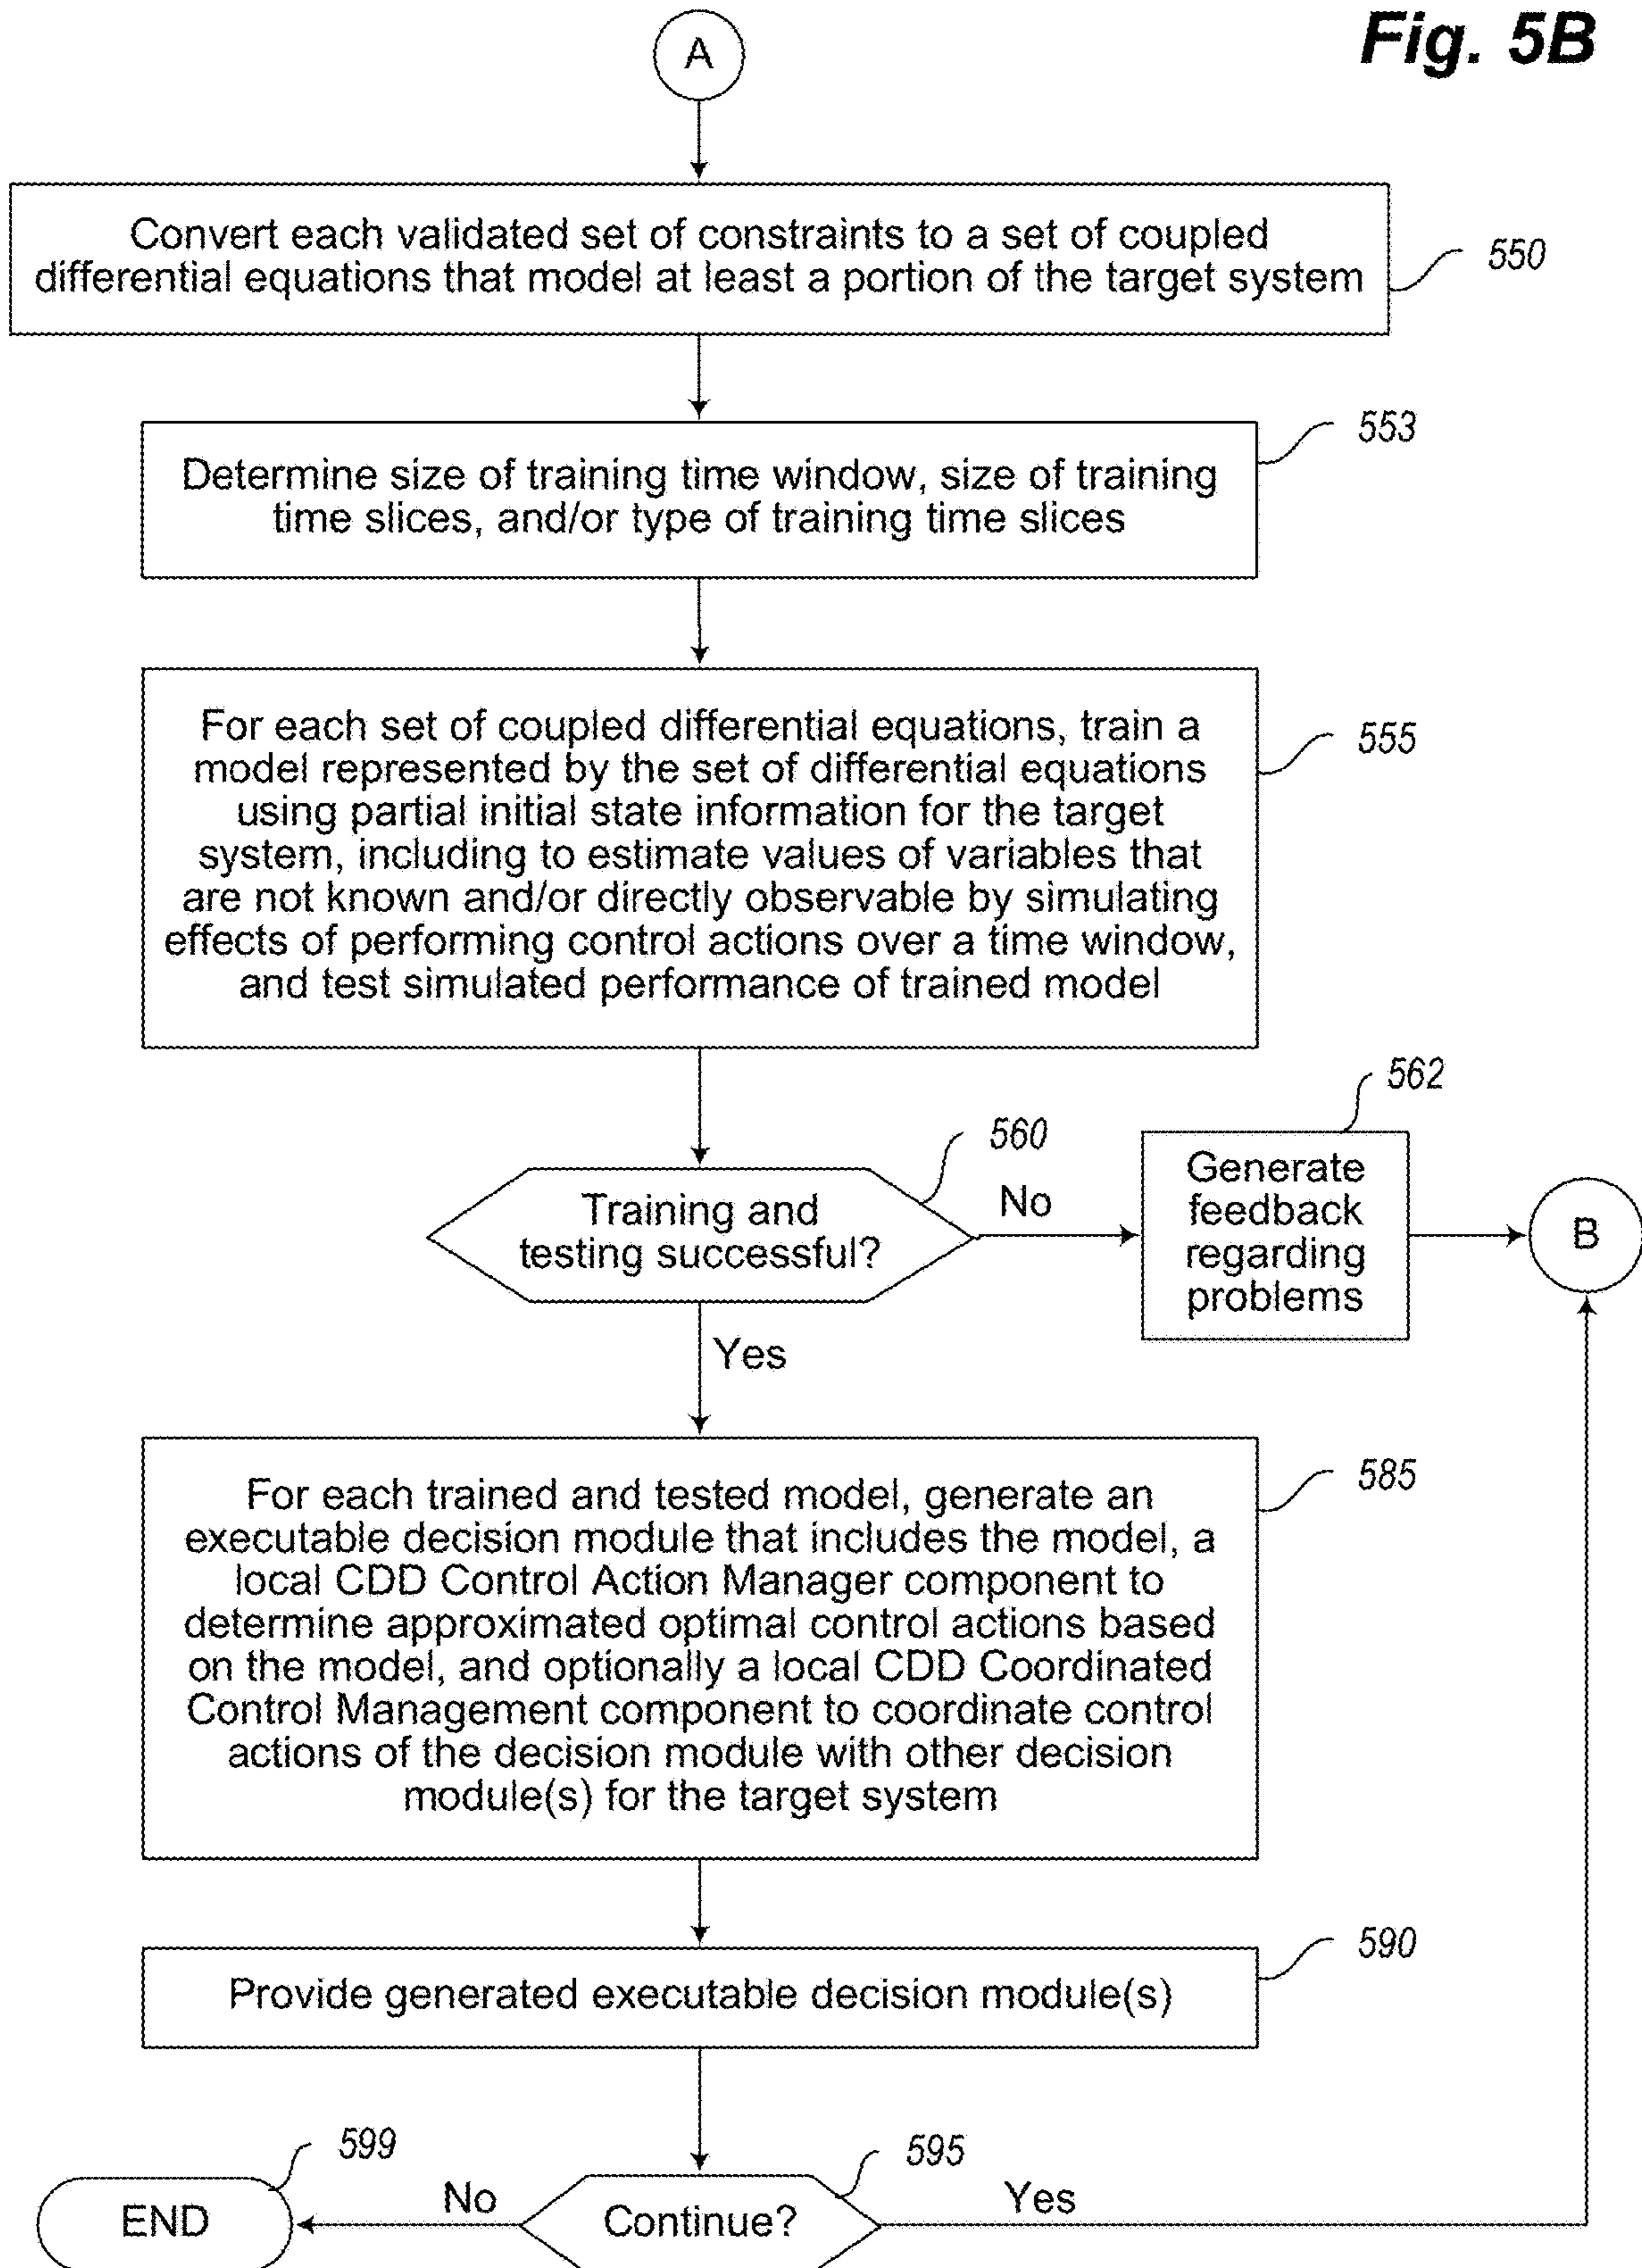 Fig. 5B
A
Convert each validated set of constraints to a set of coupled
differential equations that model at least a portion of the target system
550
553
Determine size of training time window, size of training
time slices, and/or type of training time slices
For each set of coupled differential equations, train a
model represented by the set of differential equations
using partial initial state information for the target
system, including to estimate values of variables that
are not known and/or directly observable by simulating
effects of performing control actions over a time window,
and test simulated performance of trained model
555
560
Training and
testing successful?
No
562
Generate
feedback
regarding
problems
B
Yes
For each trained and tested model, generate an
executable decision module that includes the model, a
local CDD Control Action Manager component to
determine approximated optimal control actions based
on the model, and optionally a local CDD Coordinated
Control Management component to coordinate control
actions of the decision module with other decision
module(s) for the target system
585
590
Provide generated executable decision module(s)
599
END
No
595
Continue?
Yes